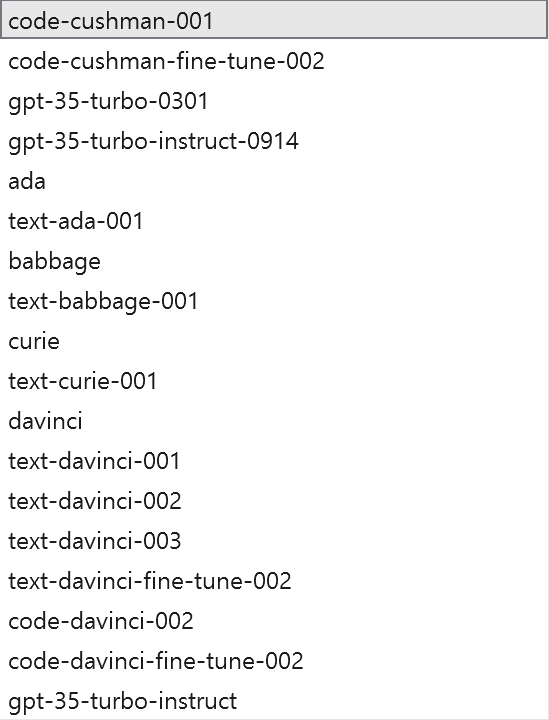 code-cushman-001
code-cushman-fine-tune-002
gpt-35-turbo-0301
gpt-35-turbo-instruct-0914
ada
text-ada-001
babbage
text-babbage-001
curie
text-curie-001
davinci
text-davinci-001
text-davinci-002
text-davinci-003
text-davinci-fine-tune-002
code-davinci-002
code-davinci-fine-tune-002
gpt-35-turbo-instruct